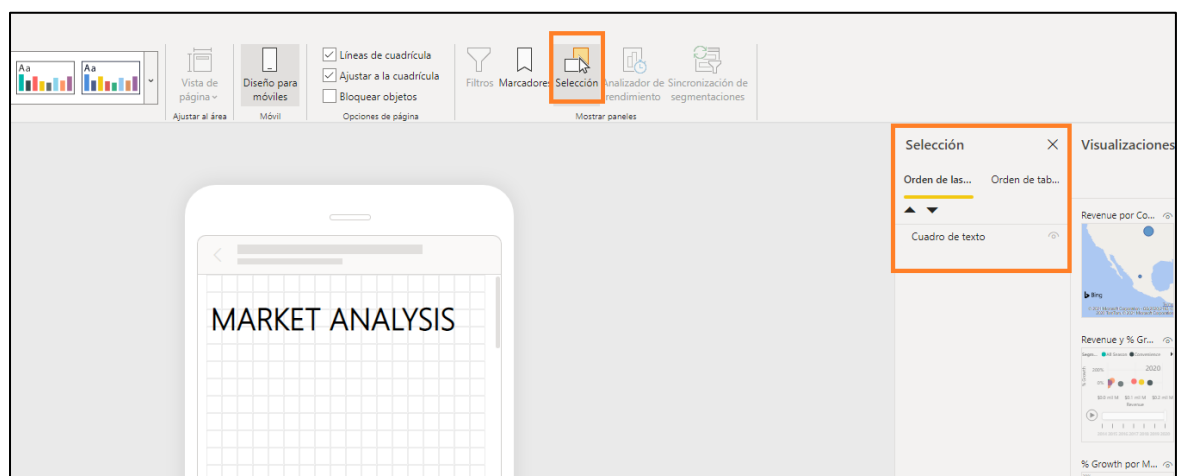 Aa
Aa
Vista de
página
Diseño para
móviles
Líneas de cuadrícula
Ajustar a la cuadrícula
Bloquear objetos
Filtros
Marcadores
Selección
Analizador de
rendimiento
Sincronización de
segmentaciones
Ajustar al área
Móvil
Opciones de página
Mostrar paneles
Selección
Visualizaciones
Orden de las...
Orden de tab...
Cuadro de texto
Revenue por Co...
Bing
MARKET ANALYSIS
Revenue y % Gr...
2020
% Growth
100%
0%
Revenue
% Growth por M...